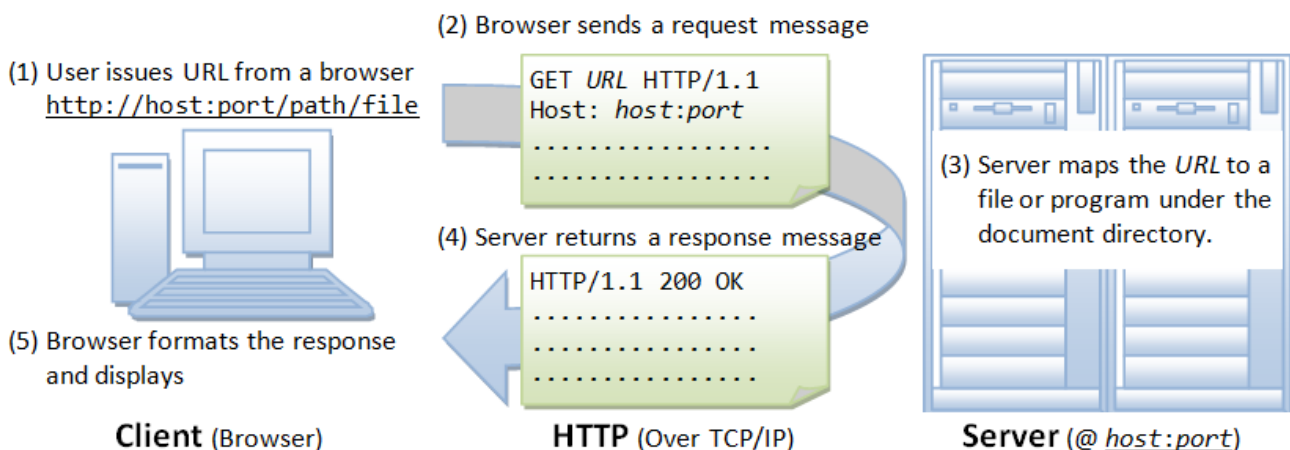 (1) User issues URL from a browser
http://host:port/path/file
(2) Browser sends a request message
GET URL HTTP/1.1
Host: host:port
..................
..................
(3) Server maps the URL to a
file or program under the
document directory.
(4) Server returns a response message
HTTP/1.1 200 OK
.................
.................
.................
(5) Browser formats the response
and displays
Client (Browser)
HTTP (Over TCP/IP)
Server (@ host:port)